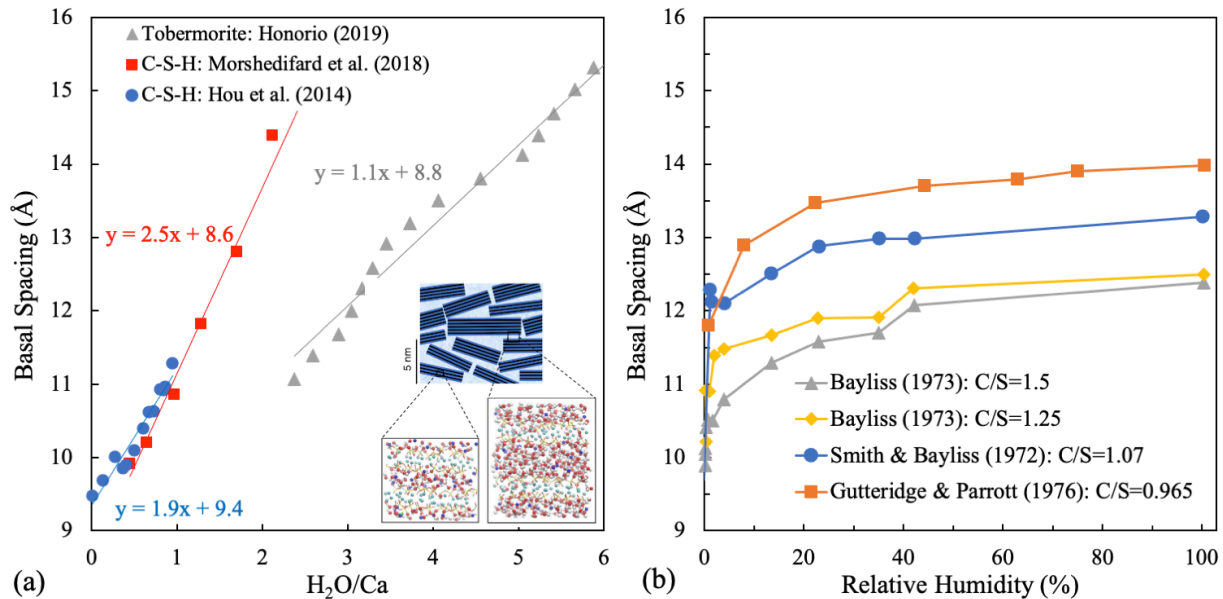 16
15
14
13
12
11
10
9
Basal Spacing (Å)
▲ Tobermorite: Honorio (2019)
■ C-S-H: Morshedifard et al. (2018)
● C-S-H: Hou et al. (2014)
y = 1.1x + 8.8
y = 2.5x + 8.6
y = 1.9x + 9.4
5 nm
0 1 2 3 4 5 6
(a) H₂O/Ca
16
15
14
13
12
11
10
9
Basal Spacing (Å)
Bayliss (1973): C/S=1.5
Bayliss (1973): C/S=1.25
Smith & Bayliss (1972): C/S=1.07
Gutteridge & Parrott (1976): C/S=0.965
0 20 40 60 80 100
(b) Relative Humidity (%)